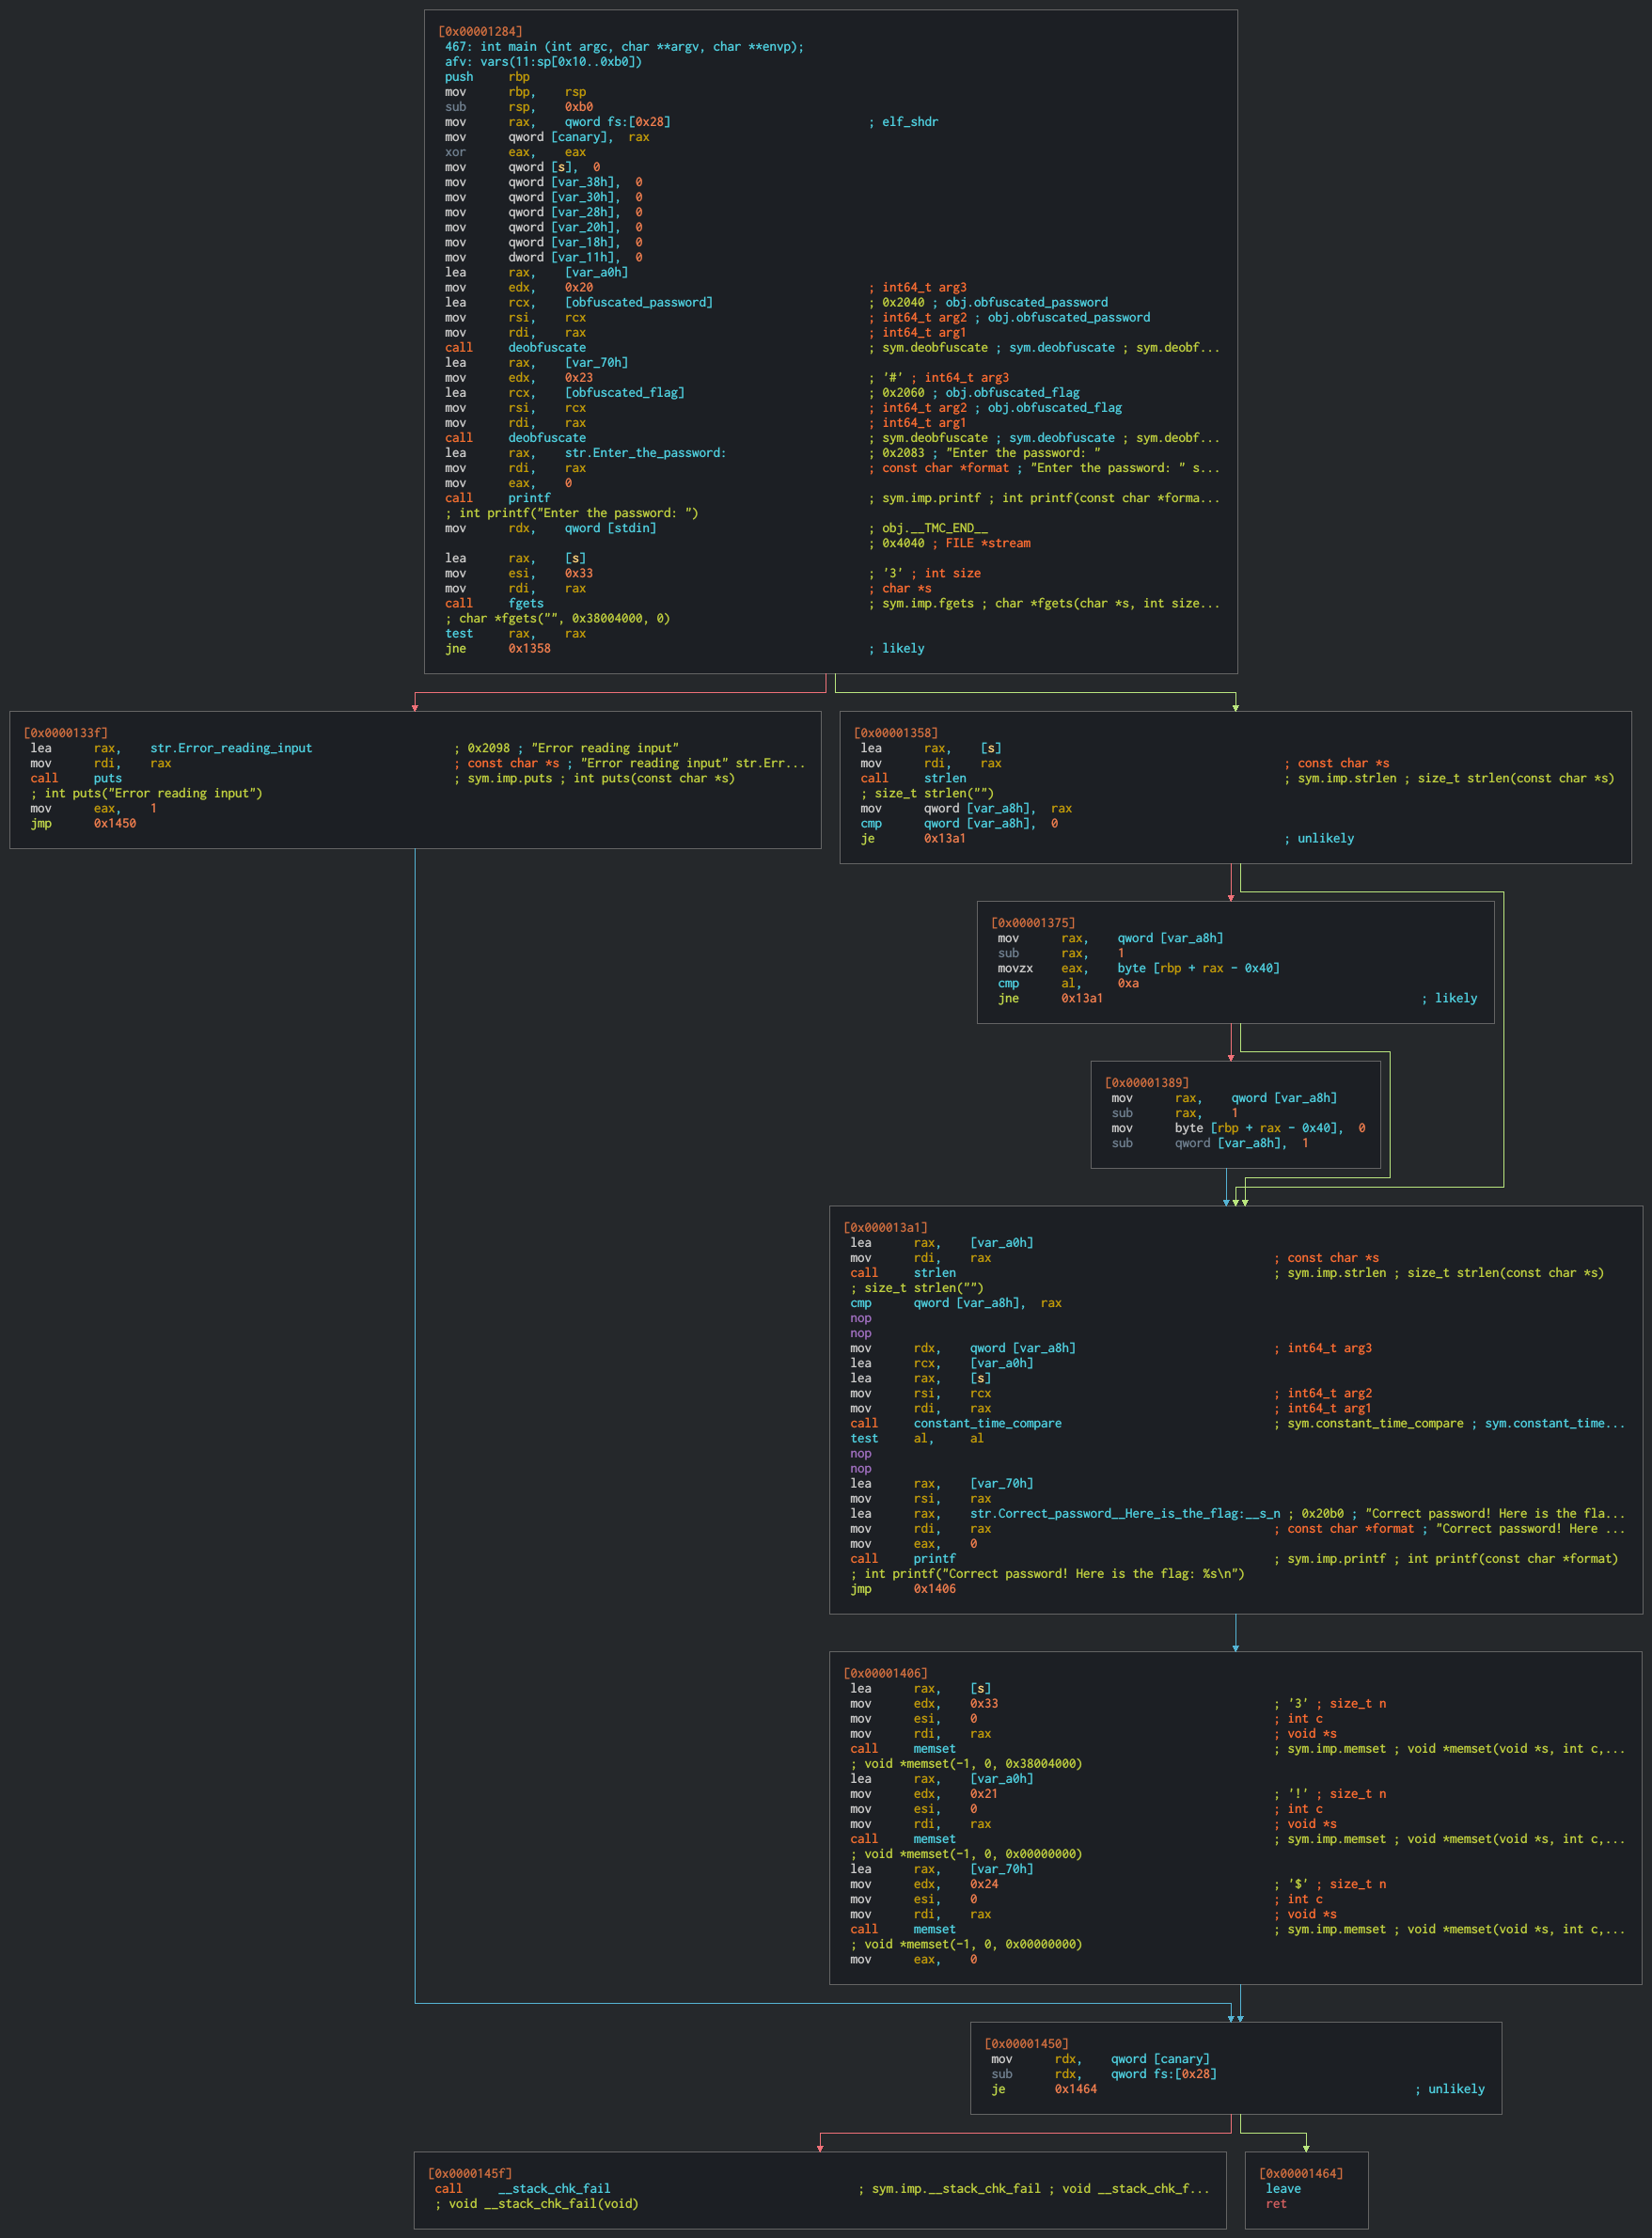 [0x00001284]
467: int main (int argc, char **argv, char **envp);
afv: vars(11:sp[0x10..0xb0])
push rbp
mov rbp, rsp
sub rsp, 0xb0
mov rax, qword fs:[0x28] ; elf_shdr
mov qword [canary], rax
xor eax, eax
mov qword [s], 0
mov qword [var_38h], 0
mov qword [var_30h], 0
mov qword [var_28h], 0
mov qword [var_20h], 0
mov qword [var_18h], 0
mov dword [var_11h], 0
lea rax, [var_a0h]
mov edx, 0x20 ; int64_t arg3
lea rcx, [obfuscated_password] ; 0x2040 ; obj.obfuscated_password
mov rsi, rcx ; int64_t arg2 ; obj.obfuscated_password
mov rdi, rax ; int64_t arg1
call deobfuscate ; sym.deobfuscate ; sym.deobfuscate ; sym.deobf...
lea rax, [var_70h]
mov edx, 0x23 ; '#' ; int64_t arg3
lea rcx, [obfuscated_flag] ; 0x2060 ; obj.obfuscated_flag
mov rsi, rcx ; int64_t arg2 ; obj.obfuscated_flag
mov rdi, rax ; int64_t arg1
call deobfuscate ; sym.deobfuscate ; sym.deobfuscate ; sym.deobf...
lea rax, str.Enter_the_password: ; 0x2083 ; "Enter the password: "
mov rdi, rax ; const char *format ; "Enter the password: " s...
mov eax, 0
call printf ; sym.imp.printf ; int printf(const char *forma...
; int printf("Enter the password: ")
mov rdx, qword [stdin] ; obj.__TMC_END__
; 0x4040 ; FILE *stream
lea rax, [s]
mov esi, 0x33 ; '3' ; int size
mov rdi, rax ; char *s
call fgets ; sym.imp.fgets ; char *fgets(char *s, int size...
; char *fgets("", 0x38004000, 0)
test rax, rax
jne 0x1358 ; likely
[0x0000133f]
lea rax, str.Error_reading_input ; 0x2098 ; "Error reading input"
mov rdi, rax ; const char *s ; "Error reading input" str.Err...
call puts ; sym.imp.puts ; int puts(const char *s)
; int puts("Error reading input")
mov eax, 1
jmp 0x1450
[0x00001358]
lea rax, [s]
mov rdi, rax ; const char *s
call strlen ; sym.imp.strlen ; size_t strlen(const char *s)
; size_t strlen("")
mov qword [var_a8h], rax
cmp qword [var_a8h], 0
je 0x13a1 ; unlikely
[0x00001375]
mov rax, qword [var_a8h]
sub rax, 1
movzx eax, byte [rbp + rax - 0x40]
cmp al, 0xa
jne 0x13a1 ; likely
[0x00001389]
mov rax, qword [var_a8h]
sub rax, 1
mov byte [rbp + rax - 0x40], 0
sub qword [var_a8h], 1
[0x000013a1]
lea rax, [var_a0h]
mov rdi, rax ; const char *s
call strlen ; sym.imp.strlen ; size_t strlen(const char *s)
; size_t strlen("")
cmp qword [var_a8h], rax
nop
nop
mov rdx, qword [var_a8h] ; int64_t arg3
lea rcx, [var_a0h]
lea rax, [s]
mov rsi, rcx ; int64_t arg2
mov rdi, rax ; int64_t arg1
call constant_time_compare ; sym.constant_time_compare ; sym.constant_time...
test al, al
nop
nop
lea rax, [var_70h]
mov rsi, rax
lea rax, str.Correct_password__Here_is_the_flag:__s_n ; 0x20b0 ; "Correct password! Here is the fla...
mov rdi, rax ; const char *format ; "Correct password! Here ...
mov eax, 0
call printf ; sym.imp.printf ; int printf(const char *format)
; int printf("Correct password! Here is the flag: %s\n")
jmp 0x1406
[0x00001406]
lea rax, [s]
mov edx, 0x33 ; '3' ; size_t n
mov esi, 0 ; int c
mov rdi, rax ; void *s
call memset ; sym.imp.memset ; void *memset(void *s, int c,...
; void *memset(-1, 0, 0x38004000)
lea rax, [var_a0h]
mov edx, 0x21 ; '!' ; size_t n
mov esi, 0 ; int c
mov rdi, rax ; void *s
call memset ; sym.imp.memset ; void *memset(void *s, int c,...
; void *memset(-1, 0, 0x00000000)
lea rax, [var_70h]
mov edx, 0x24 ; '$' ; size_t n
mov esi, 0 ; int c
mov rdi, rax ; void *s
call memset ; sym.imp.memset ; void *memset(void *s, int c,...
; void *memset(-1, 0, 0x00000000)
mov eax, 0
[0x00001450]
mov rdx, qword [canary]
sub rdx, qword fs:[0x28]
je 0x1464 ; unlikely
[0x0000145f]
call __stack_chk_fail ; sym.imp.__stack_chk_fail ; void __stack_chk_f...
; void __stack_chk_fail(void)
[0x00001464]
leave
ret